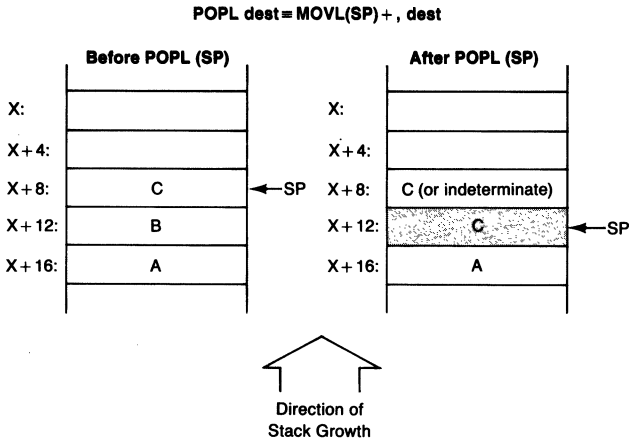 POPL dest ≡ MOVL(SP)+ , dest
Before POPL (SP)
After POPL (SP)
X:
X:
X+4:
X+4:
X+8:
C
SP
X+8:
C (or indeterminate)
X+12:
B
X+12:
C
SP
X+16:
A
X+16:
A
Direction of
Stack Growth